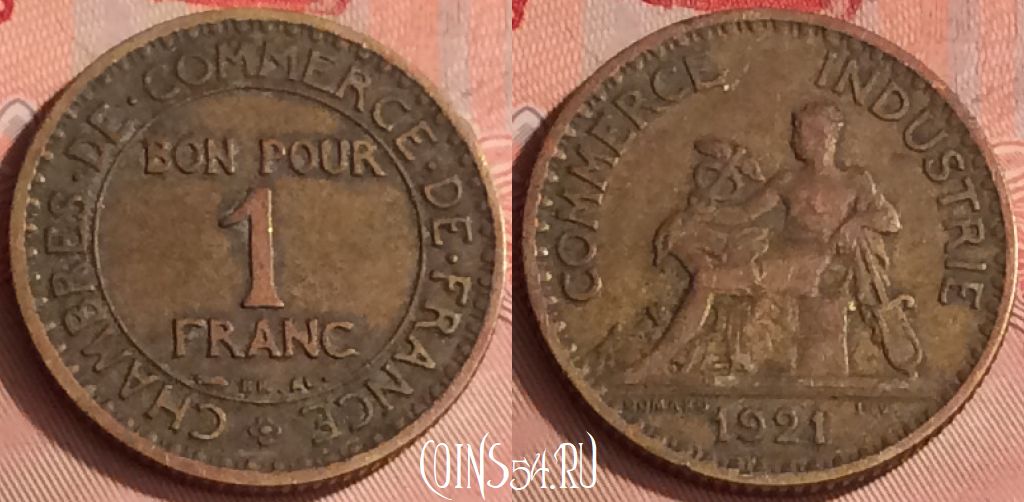 CHAMBRES · DE · COMMERCE · DE · FRANCE
BON POUR
1
FRANC
COMMERCE INDUSTRIE
1921
COINS54.RU